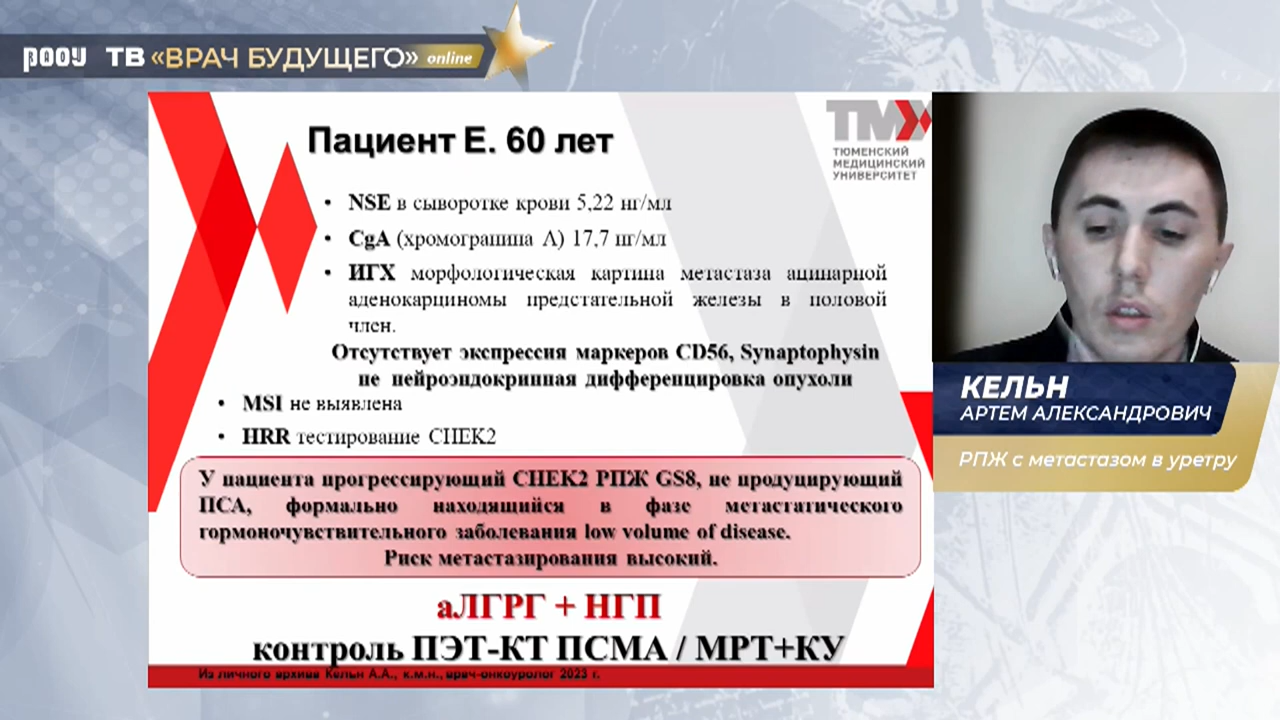 РООУ ТВ «ВРАЧ БУДУЩЕГО» online
Пациент Е. 60 лет
ТМУ
ТЮМЕНСКИЙ
МЕДИЦИНСКИЙ
УНИВЕРСИТЕТ
• NSE в сыворотке крови 5,22 нг/мл
• CgA (хромогранина А) 17,7 нг/мл
• ИГХ морфологическая картина метастаза ацинарной
аденокарциномы предстательной железы в половой
член.
Отсутствует экспрессия маркеров CD56, Synaptophysin
не нейроэндокринная дифференцировка опухоли
• MSI не выявлена
• HRR тестирование CHEK2
У пациента прогрессирующий CHEK2 РПЖ GS8, не продуцирующий
ПСА, формально находящийся в фазе метастатического
гормоночувствительного заболевания low volume of disease.
Риск метастазирования высокий.
аЛГРГ + НГП
контроль ПЭТ-КТ ПСМА / МРТ+КУ
Из личного архива Кельн А.А., к.м.н., врач-онкоуролог 2023 г.
КЕЛЬН
АРТЕМ АЛЕКСАНДРОВИЧ
РПЖ с метастазом в уретру